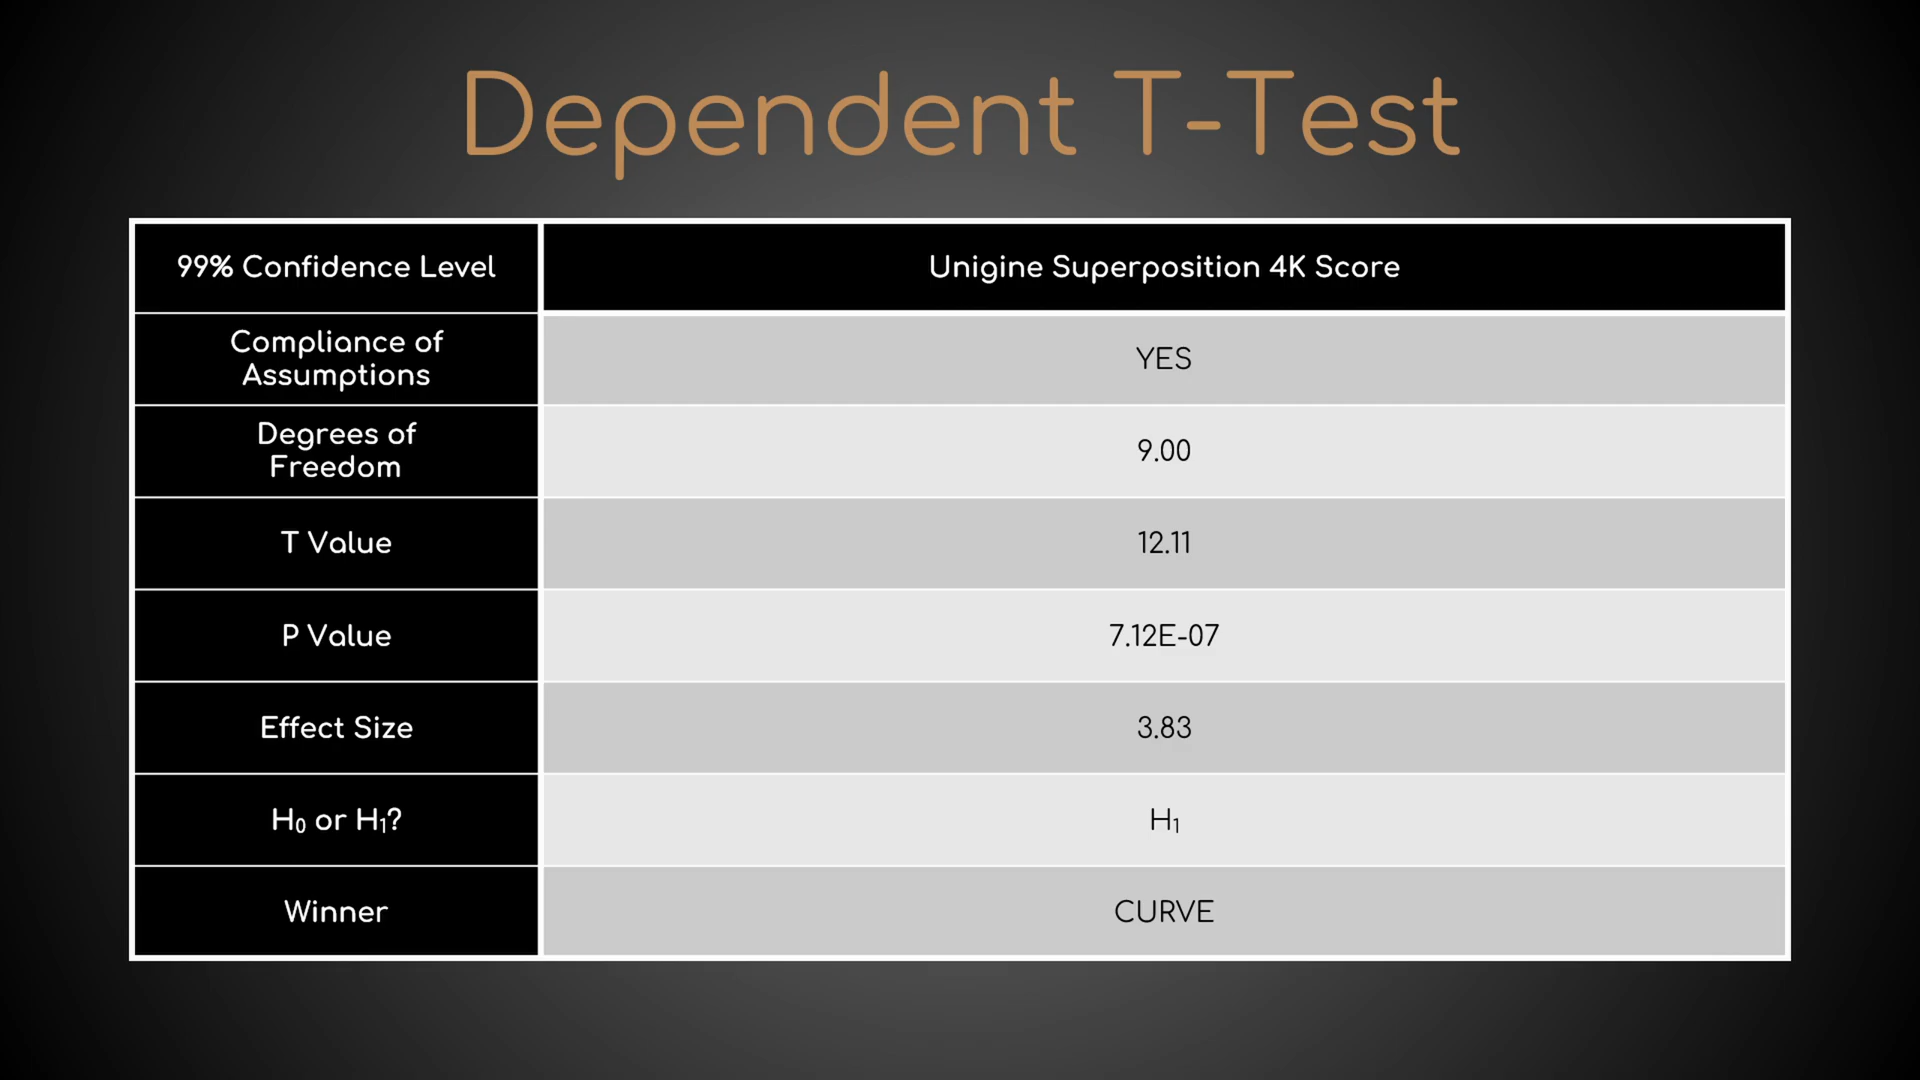 Dependent T-Test
99% Confidence Level
Unigine Superposition 4K Score
Compliance of
Assumptions
YES
Degrees of
Freedom
9.00
T Value
12.11
P Value
7.12E-07
Effect Size
3.83
H₀ or H₁?
H₁
Winner
CURVE